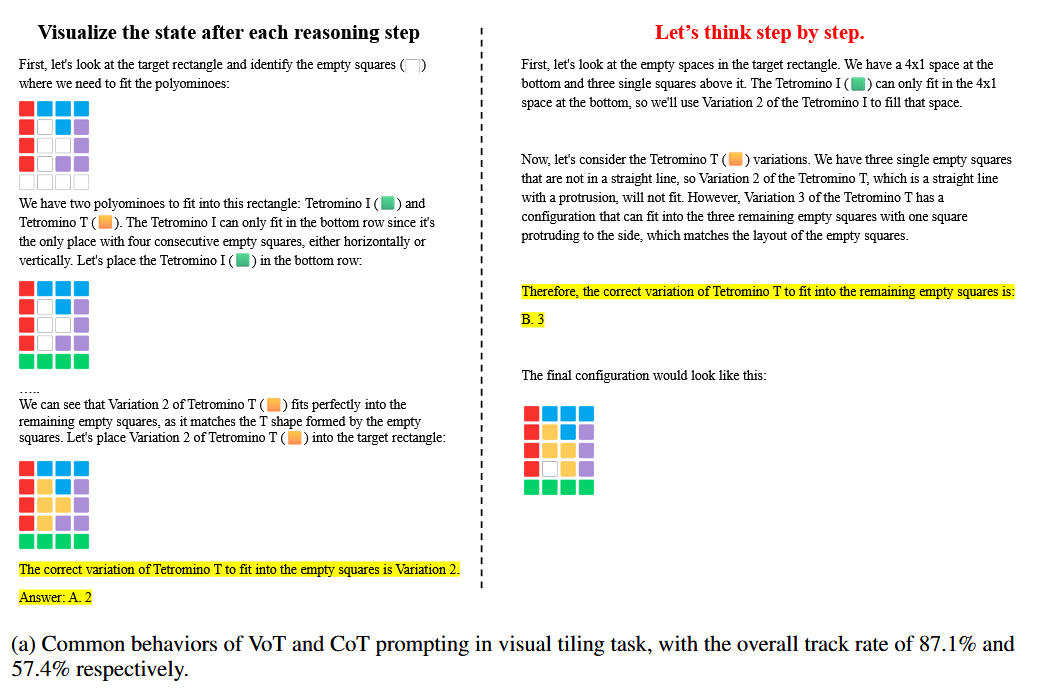 Visualize the state after each reasoning step
First, let's look at the target rectangle and identify the empty squares (⬜)
where we need to fit the polyominoes:
We have two polyominoes to fit into this rectangle: Tetromino I (🟩) and
Tetromino T (🟧). The Tetromino I can only fit in the bottom row since it's
the only place with four consecutive empty squares, either horizontally or
vertically. Let's place the Tetromino I (🟩) in the bottom row:
.....
We can see that Variation 2 of Tetromino T (🟧) fits perfectly into the
remaining empty squares, as it matches the T shape formed by the empty
squares. Let's place Variation 2 of Tetromino T (🟧) into the target rectangle:
The correct variation of Tetromino T to fit into the empty squares is Variation 2.
Answer: A. 2
Let's think step by step.
First, let's look at the empty spaces in the target rectangle. We have a 4x1 space at the
bottom and three single squares above it. The Tetromino I (🟩) can only fit in the 4x1
space at the bottom, so we'll use Variation 2 of the Tetromino I to fill that space.
Now, let's consider the Tetromino T (🟧) variations. We have three single empty squares
that are not in a straight line, so Variation 2 of the Tetromino T, which is a straight line
with a protrusion, will not fit. However, Variation 3 of the Tetromino T has a
configuration that can fit into the three remaining empty squares with one square
protruding to the side, which matches the layout of the empty squares.
Therefore, the correct variation of Tetromino T to fit into the remaining empty squares is:
B. 3
The final configuration would look like this:
(a) Common behaviors of VoT and CoT prompting in visual tiling task, with the overall track rate of 87.1% and
57.4% respectively.